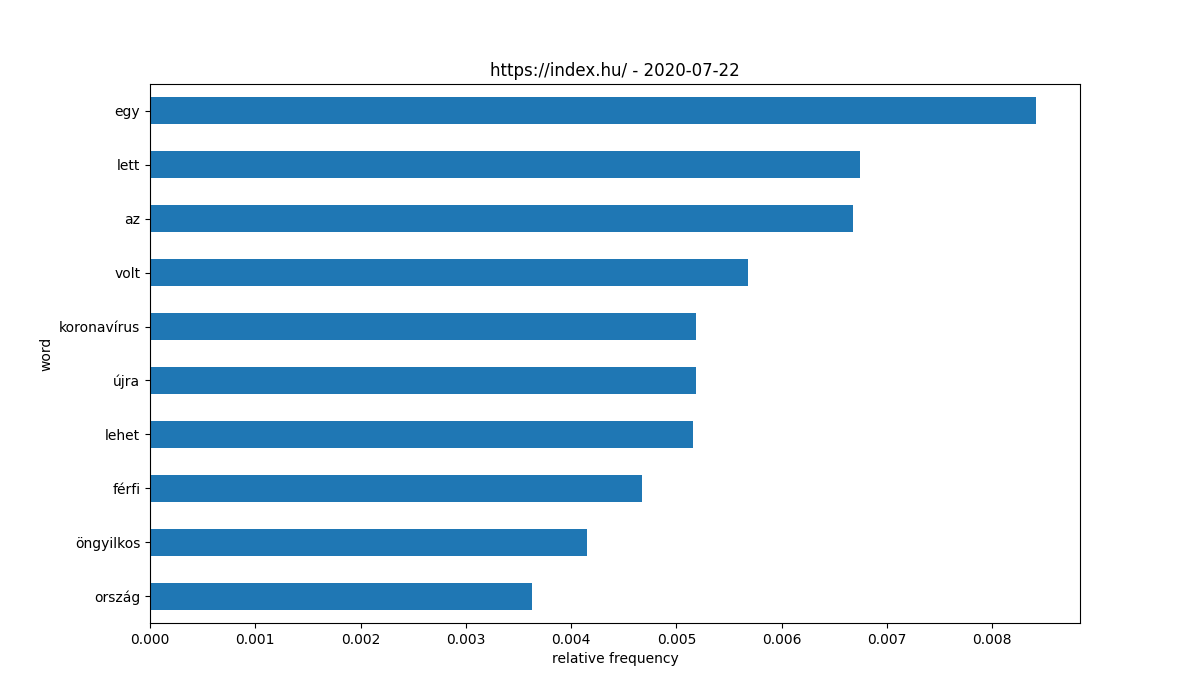 https://index.hu/ - 2020-07-22
egy
lett
az
volt
koronavírus
újra
lehet
férfi
öngyilkos
ország
word
0.000 0.001 0.002 0.003 0.004 0.005 0.006 0.007 0.008
relative frequency